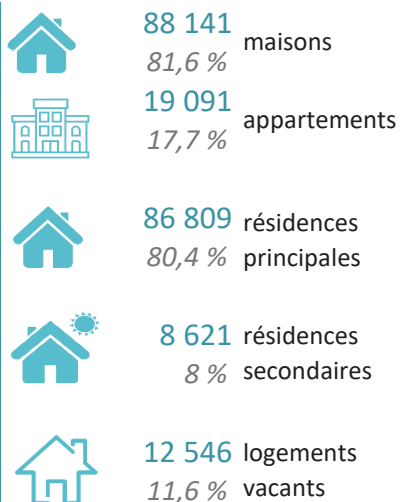 88 141
maisons
81,6 %
19 091
appartements
17,7 %
86 809 résidences
80,4 % principales
8 621 résidences
8 % secondaires
12 546 logements
11,6 % vacants